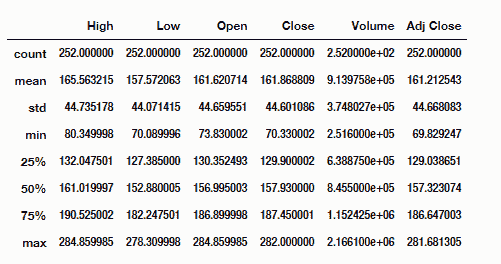 High Low Open Close Volume Adj Close
count 252.000000 252.000000 252.000000 252.000000 2.520000e+02 252.000000
mean 165.563215 157.572063 161.620714 161.868809 9.139758e+05 161.212543
std 44.735178 44.071415 44.659551 44.601086 3.748027e+05 44.668083
min 80.349998 70.089996 73.830002 70.330002 2.516000e+05 69.829247
25% 132.047501 127.385000 130.352493 129.900002 6.388750e+05 129.038651
50% 161.019997 152.880005 156.995003 157.930000 8.455000e+05 157.323074
75% 190.525002 182.247501 186.899998 187.450001 1.152425e+06 186.647003
max 284.859985 278.309998 284.859985 282.000000 2.166100e+06 281.681305